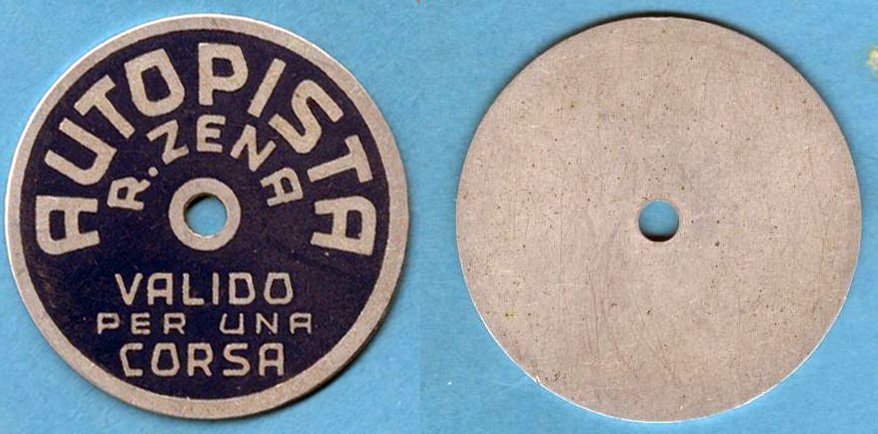 AUTOPISTA
R. ZENA
VALIDO
PER UNA
CORSA